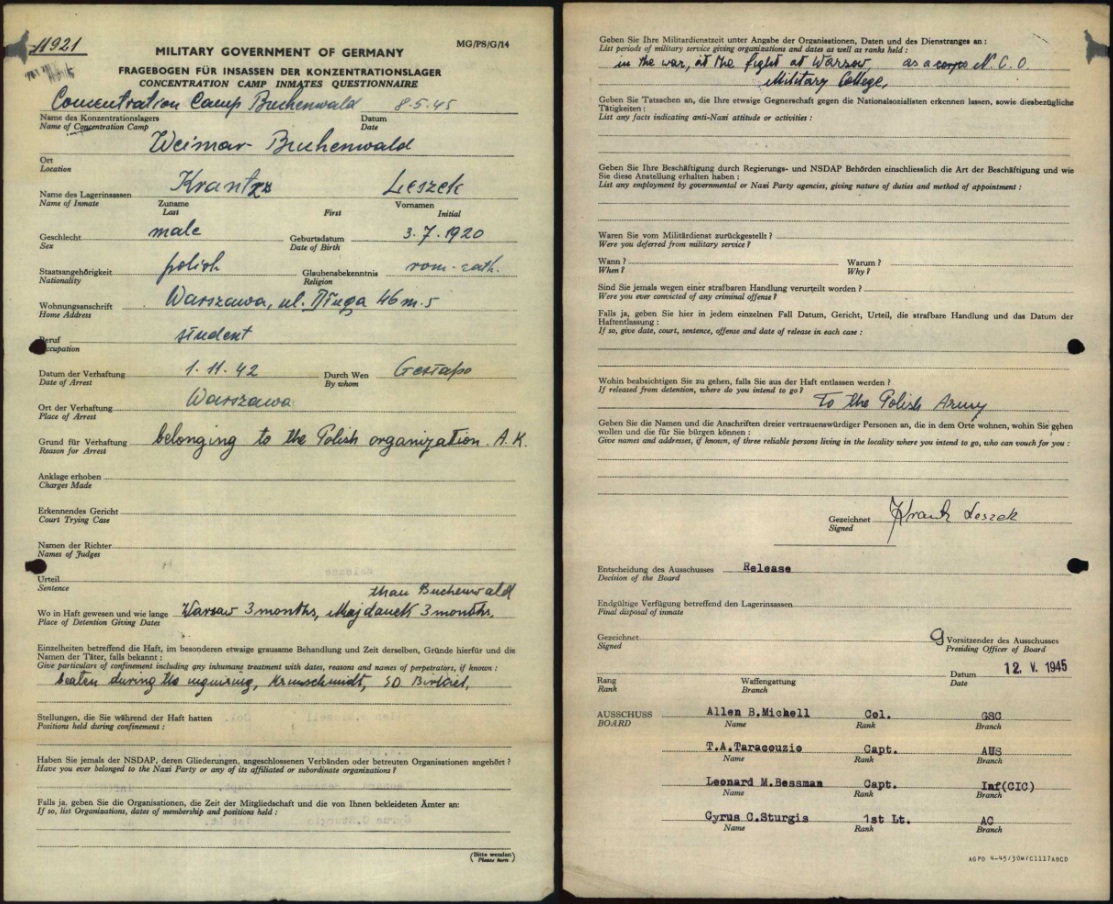 11921
MG/PS/G/14
MILITARY GOVERNMENT OF GERMANY
FRAGEBOGEN FÜR INSASSEN DER KONZENTRATIONSLAGER
CONCENTRATION CAMP INMATES QUESTIONNAIRE
Concentration Camp Buchenwald 8.5.45
Name des Konzentrationslagers Datum
Name of Concentration Camp Date
Weimar-Buchenwald
Ort
Location
Leszek
Name des Lagerinsassen Zuname Vornamen
Name of Inmate Last First Initial
male 3.7.1920
Geschlecht Geburtsdatum
Sex Date of Birth
polish rom-cath.
Staatsangehörigkeit Glaubensbekenntnis
Nationality Religion
Warszawa, ul. Długa 46 m. 5
Wohnungsanschrift
Home Address
student
Beruf
Occupation
1.11.42 Gestapo
Datum der Verhaftung Durch Wen
Date of Arrest By whom
Warszawa
Ort der Verhaftung
Place of Arrest
belonging to the Polish organization. A.K.
Grund für Verhaftung
Reason for Arrest
Anklage erhoben
Charges Made
Erkennendes Gericht
Court Trying Case
Namen der Richter
Names of Judges
Urteil
Sentence
than Buchenwald
Wo in Haft gewesen und wie lange Warsaw 3 months, Majdanek 3 months.
Place of Detention Giving Dates
Einzelheiten betreffend die Haft, im besonderen etwaige grausame Behandlung und Zeit derselben, Gründe hierfür und die
Namen der Täter, falls bekannt :
Give particulars of confinement including any inhumane treatment with dates, reasons and names of perpetrators, if known :
beaten during the inquiring,
Stellungen, die Sie während der Haft hatten
Positions held during confinement :
Haben Sie jemals der NSDAP, deren Gliederungen, angeschlossenen Verbänden oder betreuten Organisationen angehört ?
Have you ever belonged to the Nazi Party or any of its affiliated or subordinate organizations ?
Falls ja, geben Sie die Organisationen, die Zeit der Mitgliedschaft und die von Ihnen bekleideten Ämter an:
If so, list Organizations, dates of membership and positions held :
(Bitte wenden)
Please turn
Geben Sie Ihre Militardienstzeit unter Angabe der Organisationen, Daten und des Dienstranges an :
List periods of military service giving organizations and dates as well as ranks held :
in the war, at the fight at Warsow as a corps N.C.O.
Military College,
Geben Sie Tatsachen an, die Ihre etwaige Gegnerschaft gegen die Nationalsozialisten erkennen lassen, sowie diesbezügliche
Tätigkeiten :
List any facts indicating anti-Nazi attitude or activities :
Geben Sie Ihre Beschäftigung durch Regierungs- und NSDAP Behörden einschliesslich die Art der Beschäftigung und wie
Sie diese Anstellung erhalten haben :
List any employment by governmental or Nazi Party agencies, giving nature of duties and method of appointment :
Waren Sie vom Militärdienst zurückgestellt ?
Were you deferred from military service ?
Wann ? Warum ?
When ? Why ?
Sind Sie jemals wegen einer strafbaren Handlung verurteilt worden ?
Were you ever convicted of any criminal offense ?
Falls ja, geben Sie hier in jedem einzelnen Fall Datum, Gericht, Urteil, die strafbare Handlung und das Datum der
Haftentlassung :
If so, give date, court, sentence, offense and date of release in each case :
Wohin beabsichtigen Sie zu gehen, falls Sie aus der Haft entlassen werden ?
If released from detention, where do you intend to go ?
To the Polish Army
Geben Sie die Namen und die Anschriften dreier vertrauenswürdiger Personen an, die in dem Orte wohnen, wohin Sie gehen
wollen und die für Sie bürgen können :
Give names and addresses, if known, of three reliable persons living in the locality where you intend to go, who can vouch for you :
Gezeichnet Krantz Leszek
Signed
Entscheidung des Ausschusses Release
Decision of the Board
Endgültige Verfügung betreffend den Lagerinsassen
Final disposal of inmate
Gezeichnet Vorsitzender des Ausschusses
Signed Presiding Officer of Board
12. V. 1945
Rang Waffengattung Datum
Rank Branch Date
AUSSCHUSS Allen B.Michell Col. GSC
BOARD Name Rank Branch
T.A.Taracouzio Capt. AUS
Name Rank Branch
Leonard M.Bessman Capt. Inf(CIC)
Name Rank Branch
Cyrus C.Sturgis 1st Lt. AC
Name Rank Branch
AGPD 4-45/30M/C1117ABCD